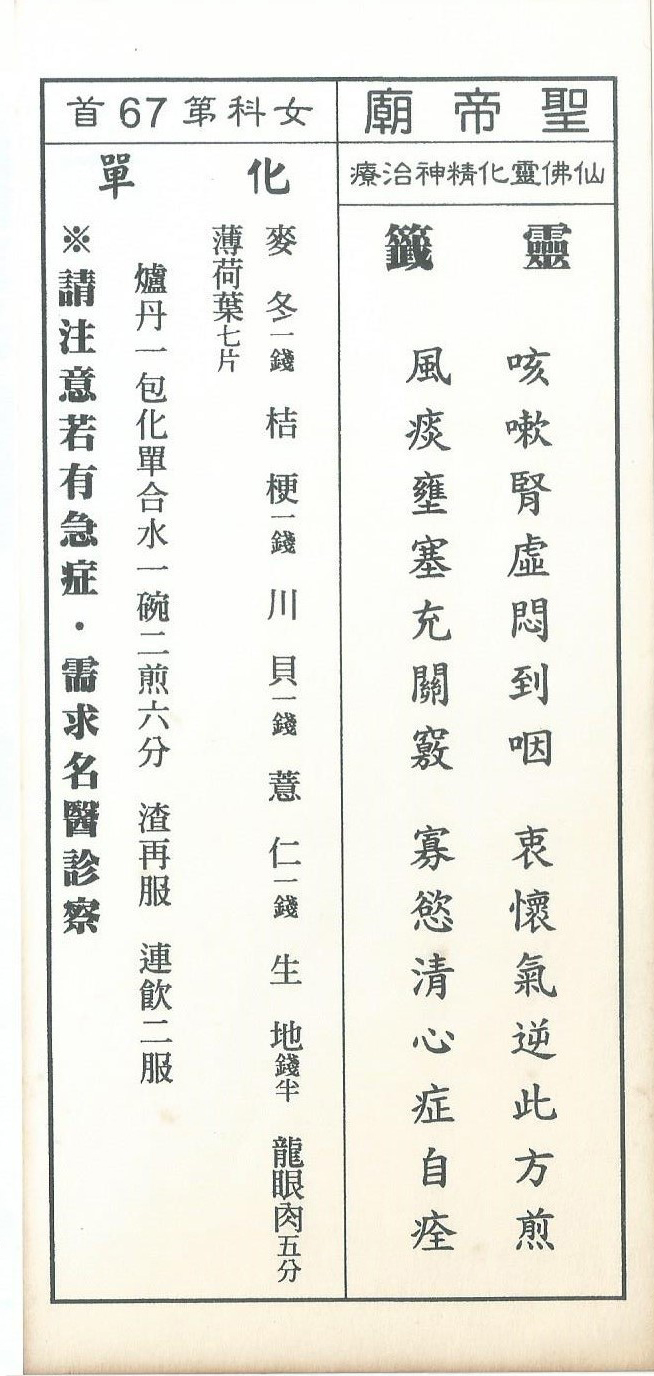 聖帝廟
仙佛靈化精神治療
靈籤
咳嗽腎虛悶到咽 衷懷氣逆此方煎
風痰壅塞充關竅 寡慾清心症自痊
女科第67首
化單
麥冬一錢 桔梗一錢 川貝一錢 薏仁一錢 生地錢半 龍眼肉五分
薄荷葉七片
爐丹一包化單合水一碗二煎六分 渣再服 連飲二服
※請注意若有急症・需求名醫診察